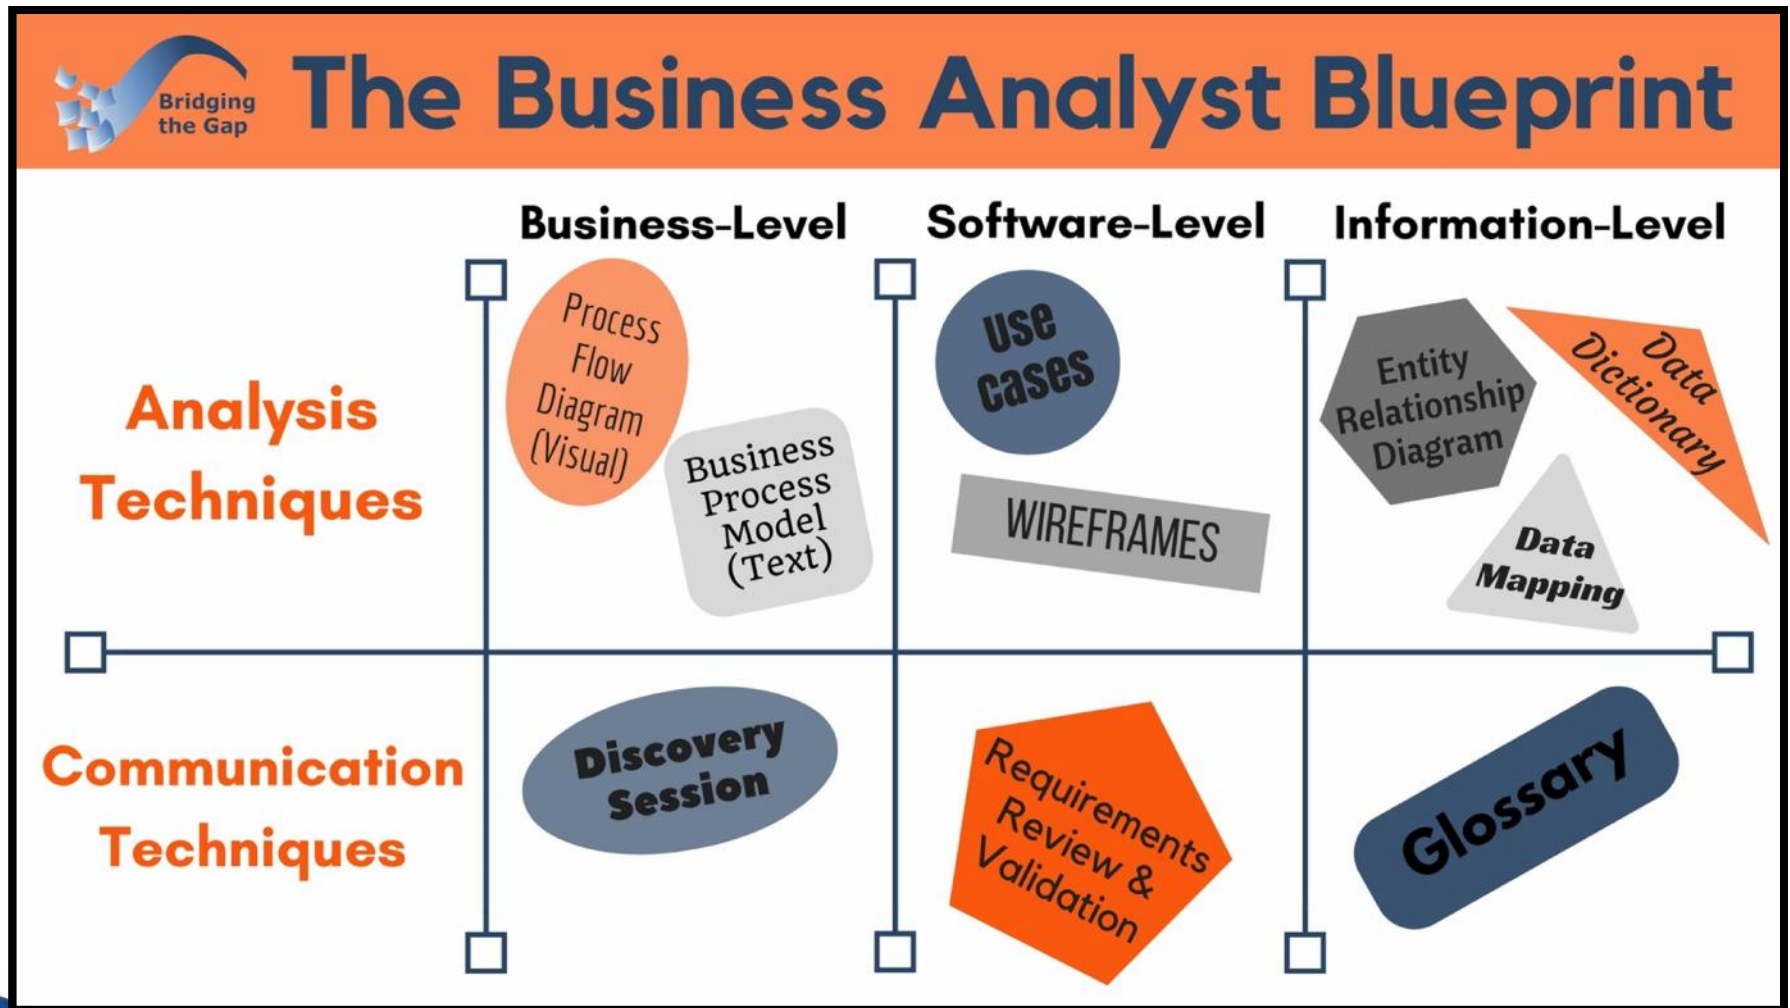 Bridging
the Gap
The Business Analyst Blueprint
Business-Level
Software-Level
Information-Level
Analysis
Techniques
Process
Flow
Diagram
(Visual)
Business
Process
Model
(Text)
Use
Cases
WIREFRAMES
Entity
Relationship
Diagram
Data
Dictionary
Data
Mapping
Communication
Techniques
Discovery
Session
Requirements
Review &
Validation
Glossary